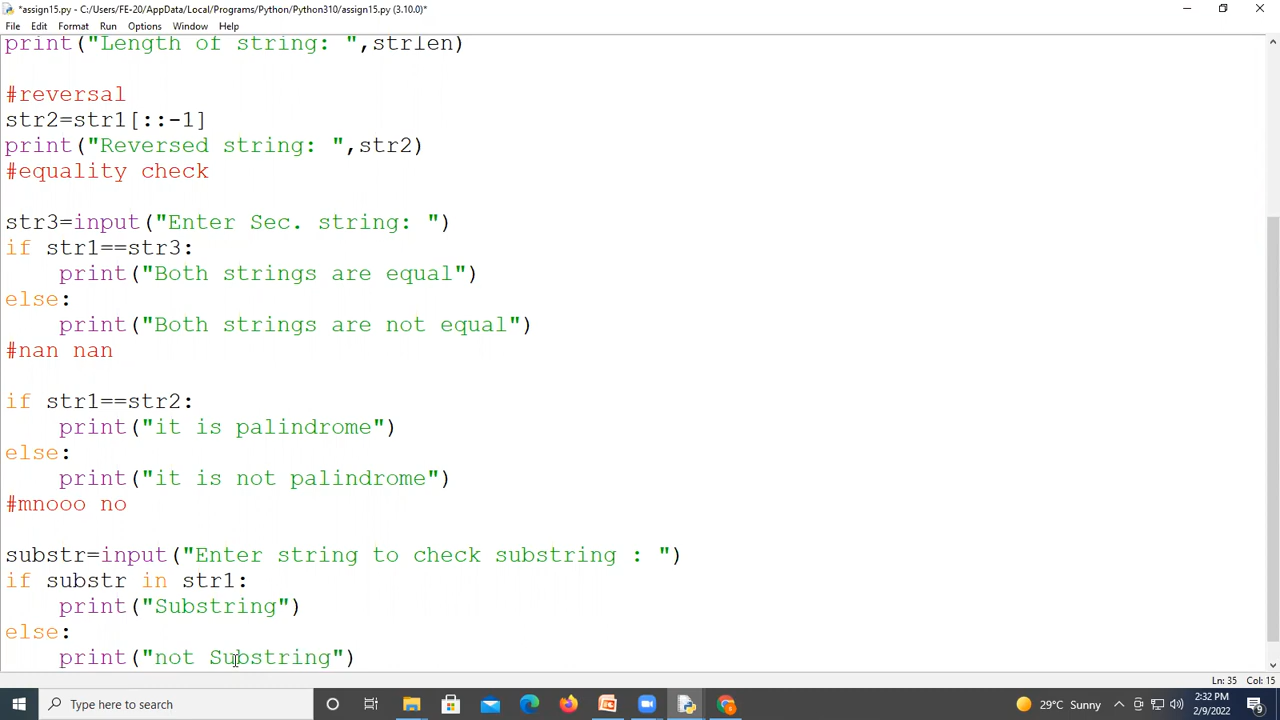 *assign15.py - C:/Users/FE-20/AppData/Local/Programs/Python/Python310/assign15.py (3.10.0)*
File Edit Format Run Options Window Help
print("Length of string: ",strlen)
#reversal
str2=str1[::-1]
print("Reversed string: ",str2)
#equality check
str3=input("Enter Sec. string: ")
if str1==str3:
    print("Both strings are equal")
else:
    print("Both strings are not equal")
#nan nan
if str1==str2:
    print("it is palindrome")
else:
    print("it is not palindrome")
#mnooo no
substr=input("Enter string to check substring : ")
if substr in str1:
    print("Substring")
else:
    print("not Substring")
Ln: 35 Col: 15
Type here to search
29°C Sunny
2:32 PM
2/9/2022
9